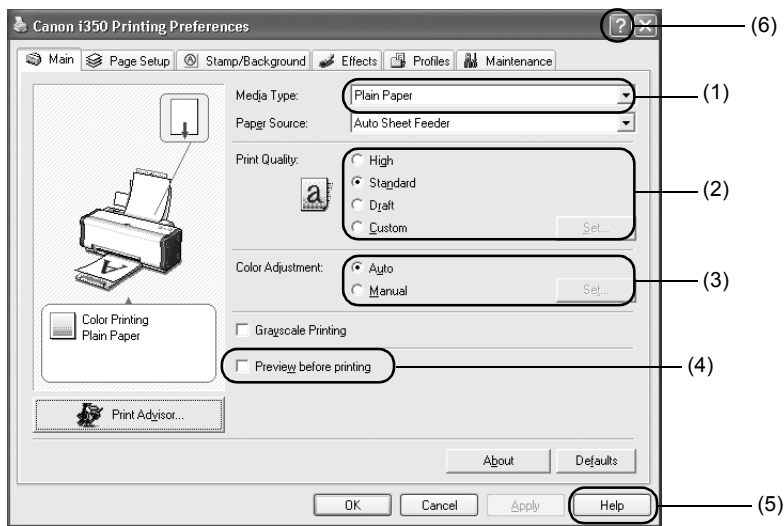 Canon i350 Printing Preferences ? X (6)
Main Page Setup Stamp/Background Effects Profiles Maintenance
Media Type: Plain Paper (1)
Paper Source: Auto Sheet Feeder
Print Quality: High
a Standard (2)
Draft
Custom Set...
Color Adjustment: Auto
Manual Set... (3)
Color Printing
Plain Paper
Grayscale Printing
Preview before printing (4)
Print Advisor...
About Defaults
OK Cancel Apply Help (5)